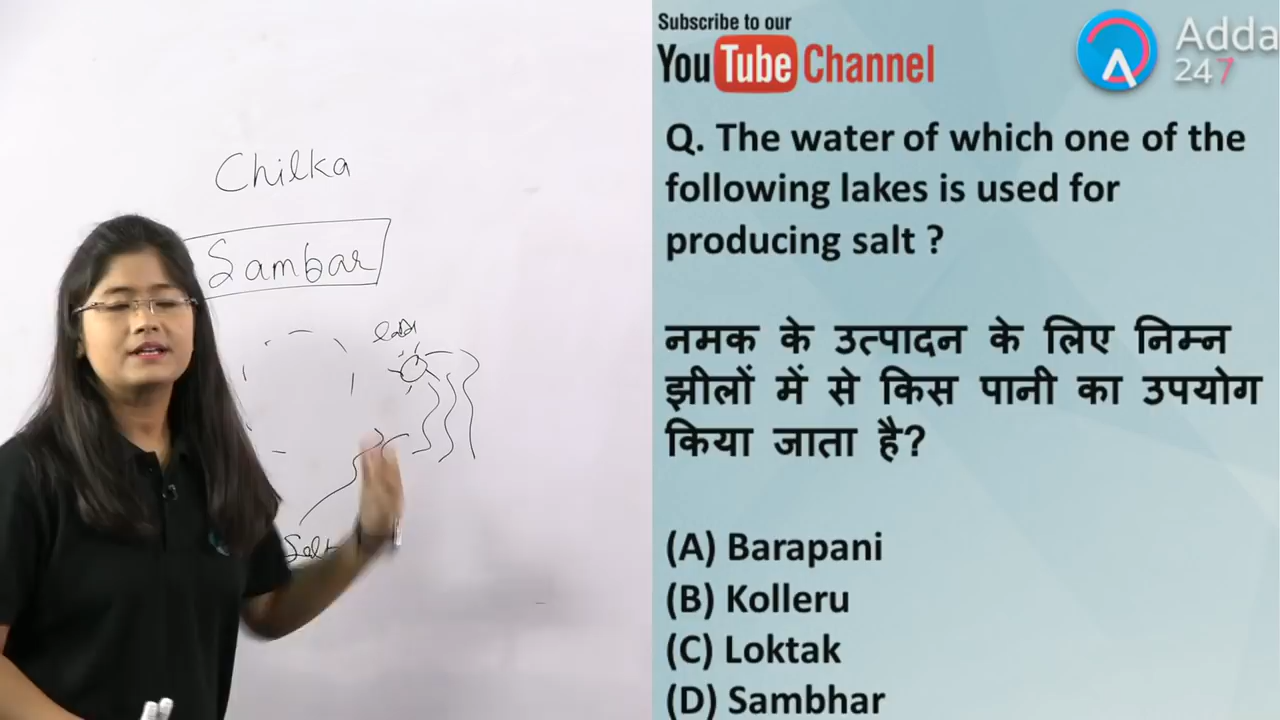 Chilka
Sambar
Salt
Subscribe to our
YouTube Channel
Adda
247
Q. The water of which one of the
following lakes is used for
producing salt ?
नमक के उत्पादन के लिए निम्न
झीलों में से किस पानी का उपयोग
किया जाता है?
(A) Barapani
(B) Kolleru
(C) Loktak
(D) Sambhar